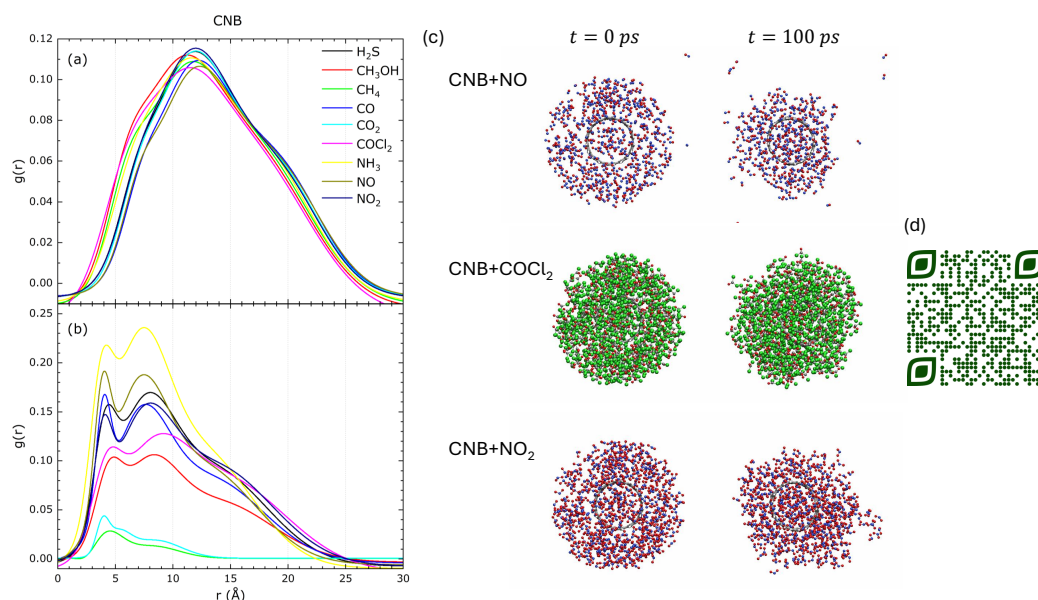 CNB
(a)
0.12
0.10
0.08
0.06
0.04
0.02
0.00
g(r)
H₂S
CH₃OH
CH₄
CO
CO₂
COCl₂
NH₃
NO
NO₂
(b)
0.25
0.20
0.15
0.10
0.05
0.00
g(r)
0 5 10 15 20 25 30
r (Å)
(c)
t = 0 ps
t = 100 ps
CNB+NO
CNB+COCl₂
CNB+NO₂
(d)